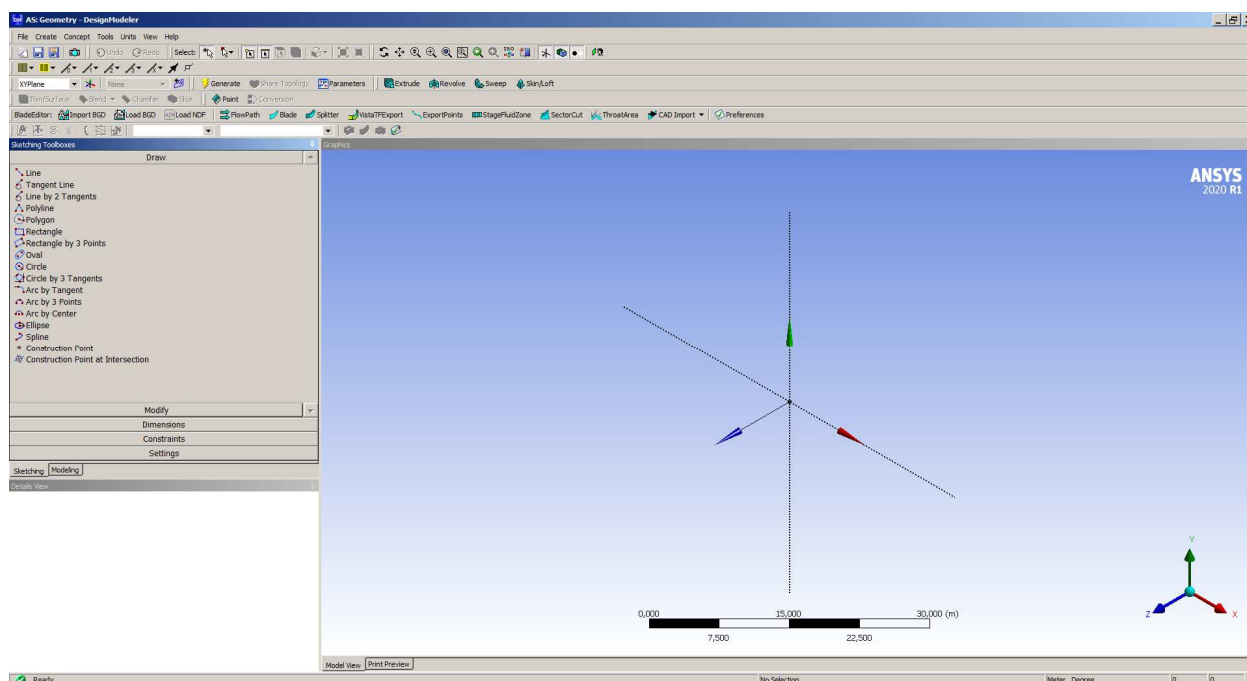 A5: Geometry - DesignModeler
File Create Concept Tools Units View Help
Undo Redo Select:
XYPlane None Generate Share Topology Parameters Extrude Revolve Sweep Skin/Loft
Thin/Surface Blend Chamfer Slice Point Conversion
BladeEditor: Import BGD Load BGD Load NDF FlowPath Blade Splitter VistaTFExport ExportPoints StageFluidZone SectorCut ThroatArea CAD Import Preferences
Sketching Toolboxes
Graphics
Draw
Line
Tangent Line
Line by 2 Tangents
Polyline
Polygon
Rectangle
Rectangle by 3 Points
Oval
Circle
Circle by 3 Tangents
Arc by Tangent
Arc by 3 Points
Arc by Center
Ellipse
Spline
Construction Point
Construction Point at Intersection
Modify
Dimensions
Constraints
Settings
Sketching Modeling
Details View
ANSYS
2020 R1
Y
Z
X
0,000 15,000 30,000 (m)
7,500 22,500
Model View Print Preview
Ready No Selection Meter Degree 0 0